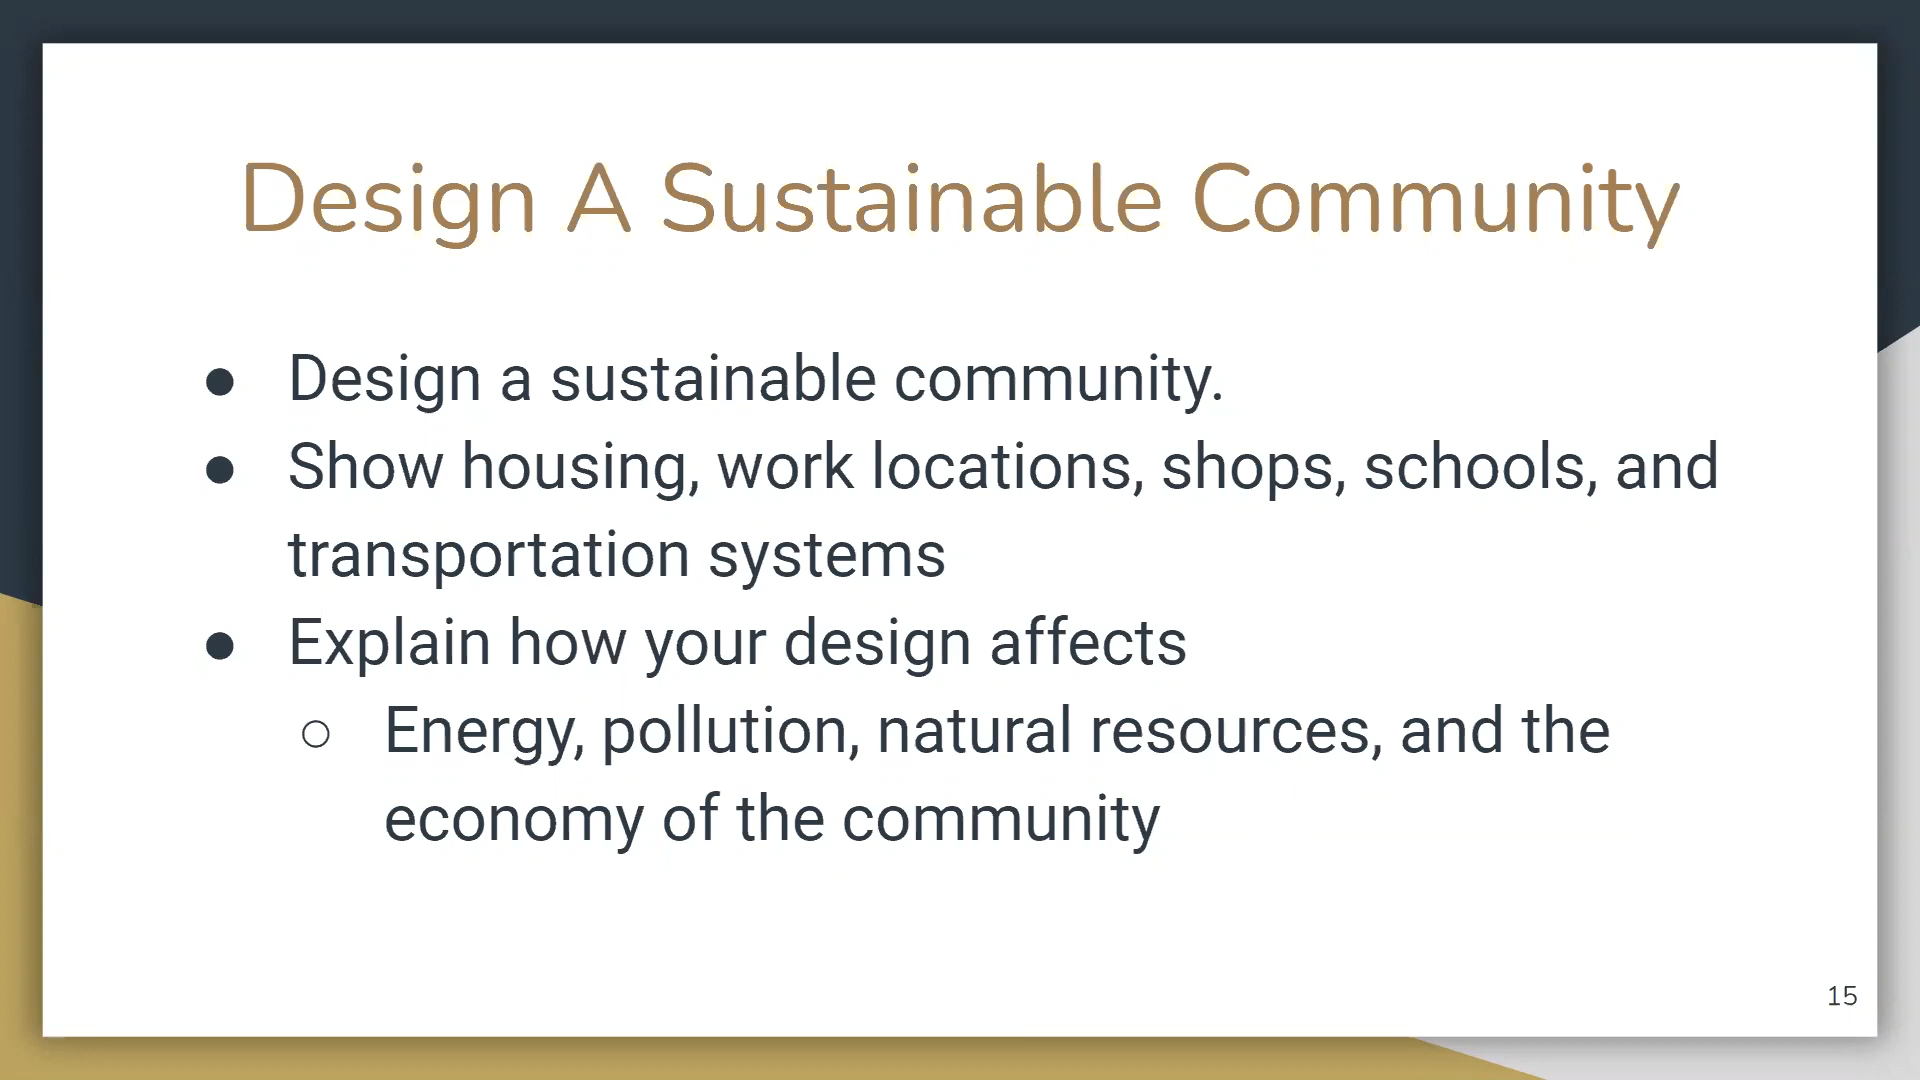 Design A Sustainable Community
● Design a sustainable community.
● Show housing, work locations, shops, schools, and
transportation systems
● Explain how your design affects
○ Energy, pollution, natural resources, and the
economy of the community
15